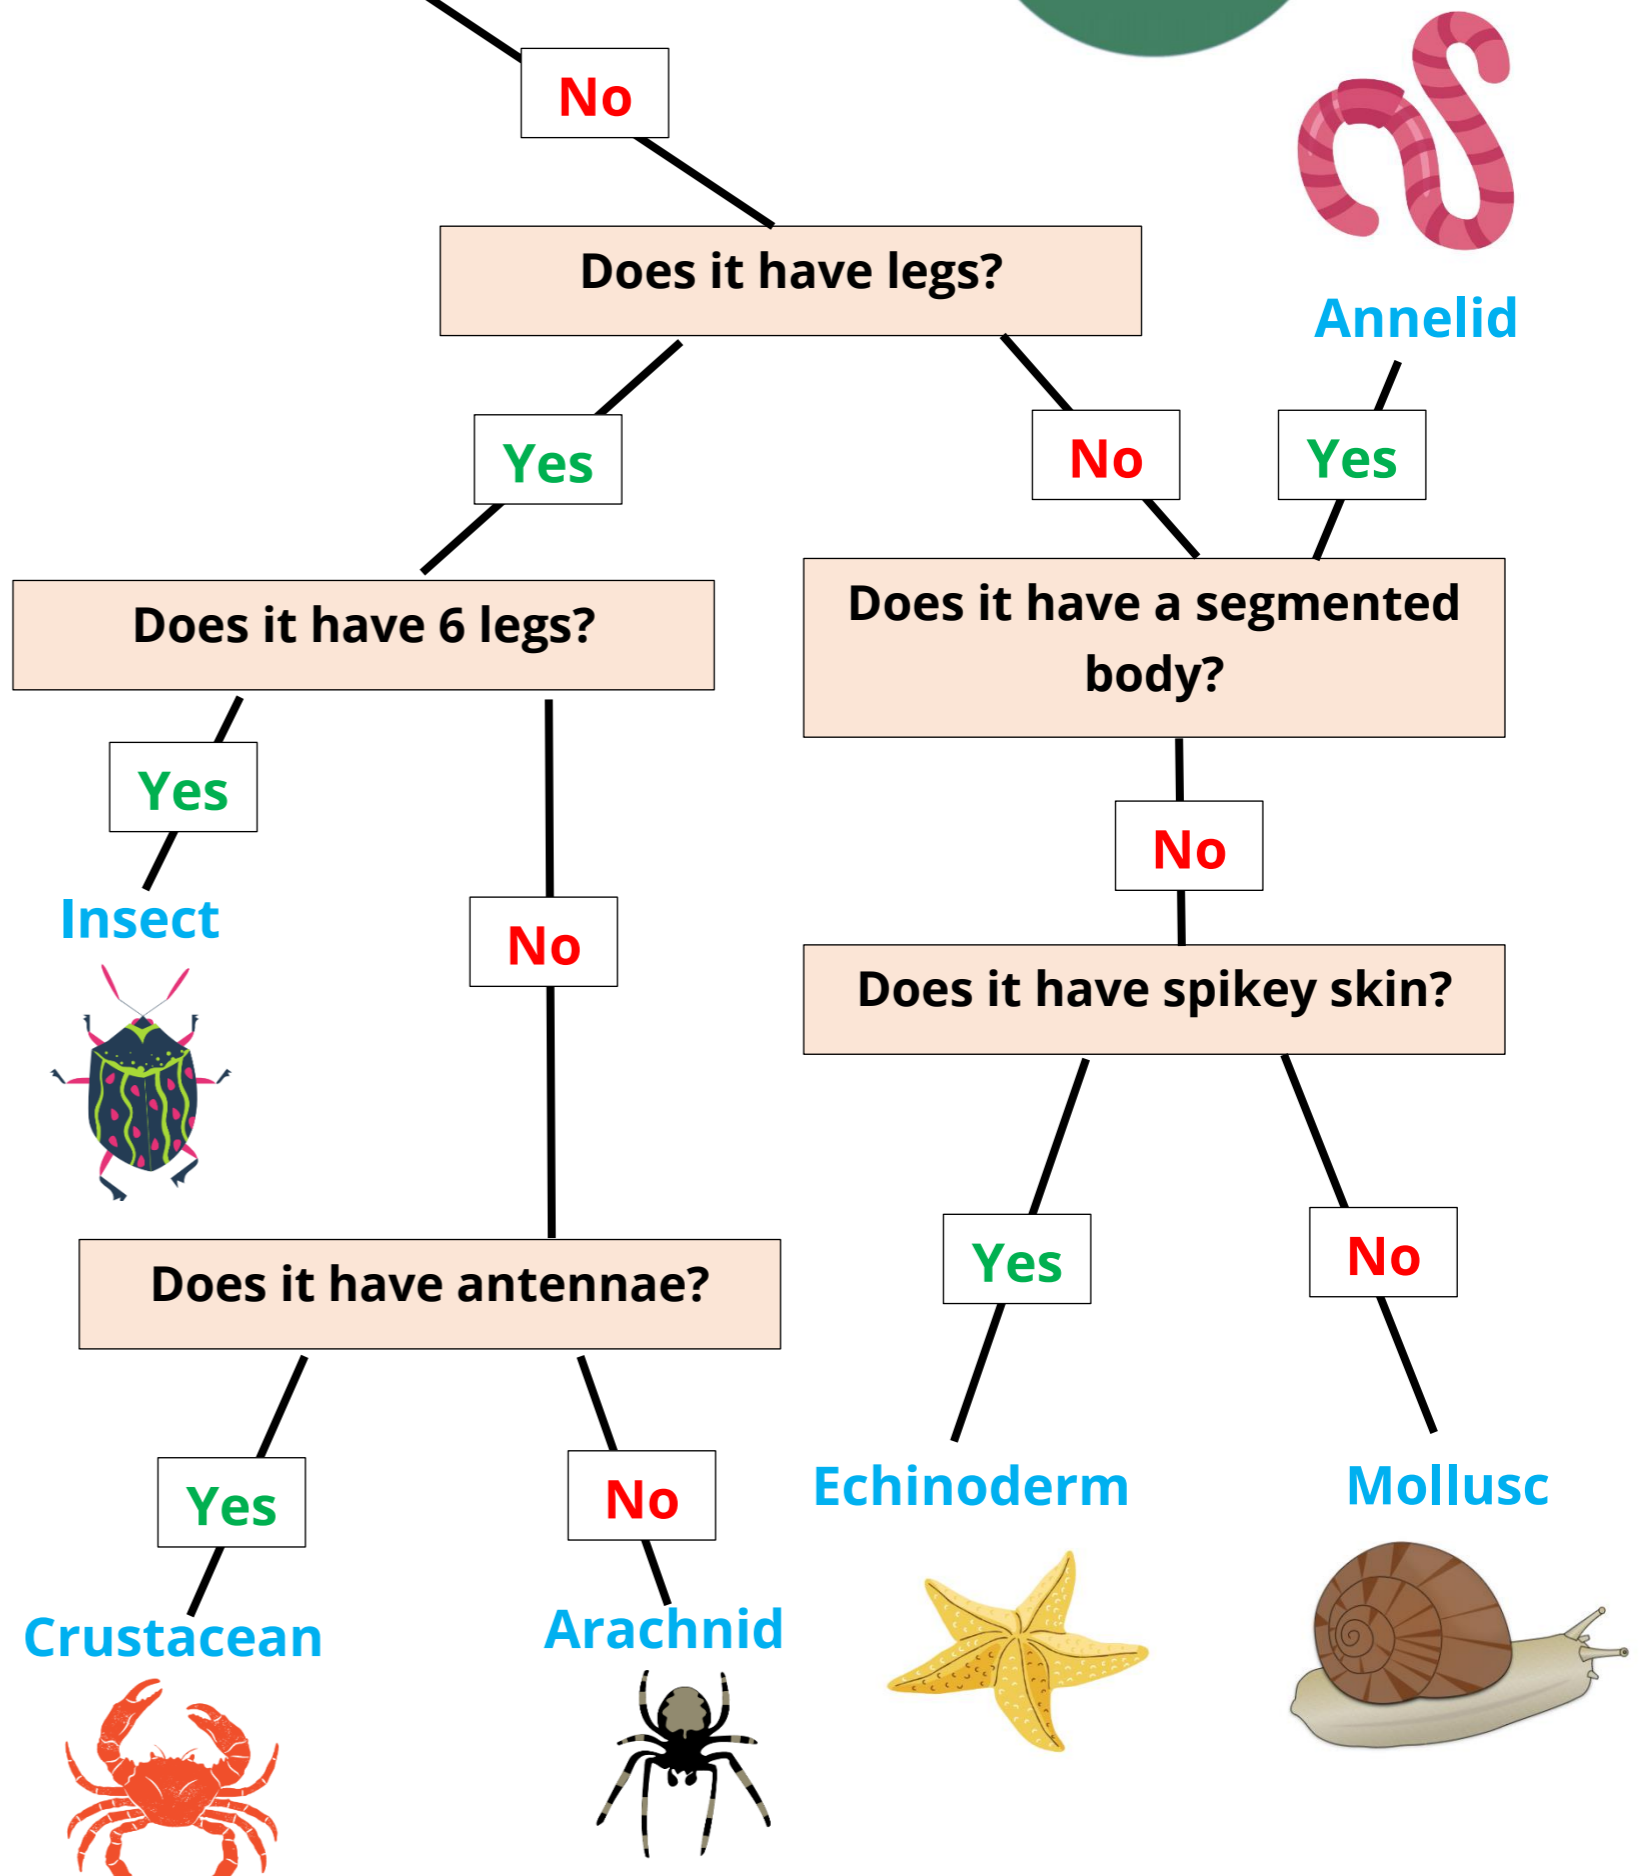 No
Does it have legs?
Annelid
Yes
No
Yes
Does it have 6 legs?
Does it have a segmented
body?
Yes
No
Insect
No
Does it have spikey skin?
Does it have antennae?
Yes
No
Yes
No
Echinoderm
Mollusc
Crustacean
Arachnid